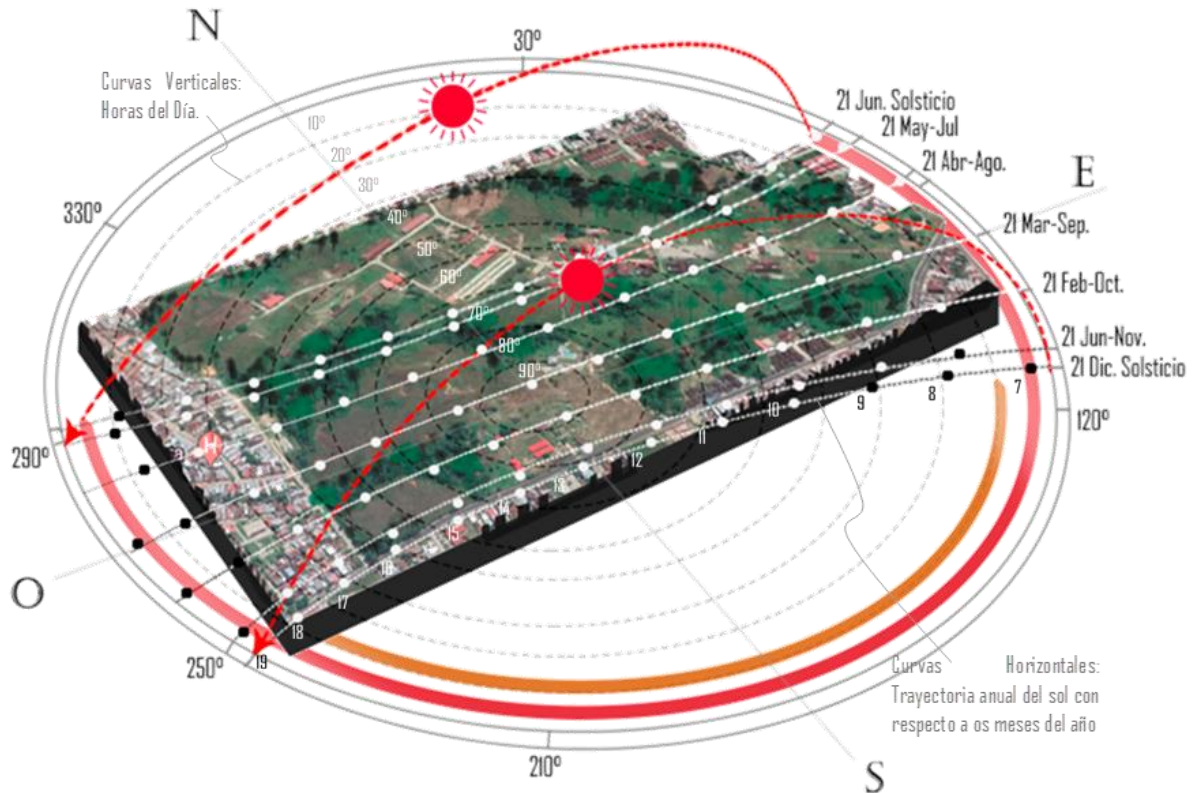 N
30º
Curvas Verticales:
Horas del Día.
10º
20º
30º
40º
50º
60º
70º
80º
90º
330º
21 Jun. Solsticio
21 May-Jul
21 Abr-Ago.
E
21 Mar-Sep.
21 Feb-Oct.
21 Jun-Nov.
21 Dic. Solsticio
120º
7
8
9
10
11
12
13
14
15
16
17
18
19
290º
H
O
250º
210º
S
Curvas Horizontales:
Trayectoria anual del sol con
respecto a os meses del año